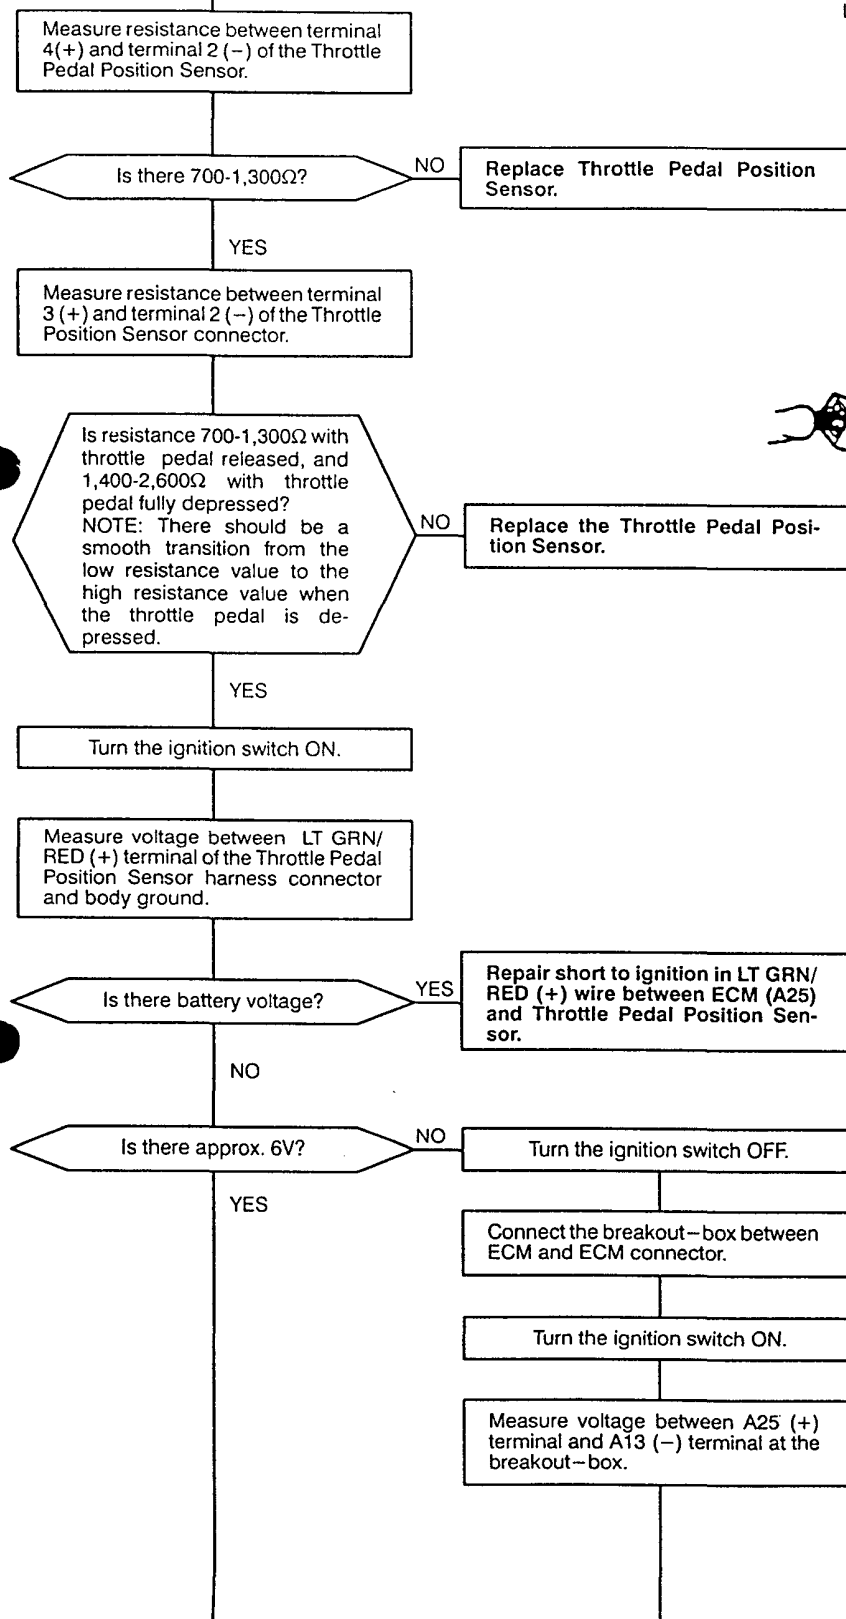 Measure resistance between terminal
4(+) and terminal 2 (−) of the Throttle
Pedal Position Sensor.
Is there 700-1,300Ω?
NO
Replace Throttle Pedal Position
Sensor.
YES
Measure resistance between terminal
3 (+) and terminal 2 (−) of the Throttle
Position Sensor connector.
Is resistance 700-1,300Ω with
throttle pedal released, and
1,400-2,600Ω with throttle
pedal fully depressed?
NOTE: There should be a
smooth transition from the
low resistance value to the
high resistance value when
the throttle pedal is de-
pressed.
NO
Replace the Throttle Pedal Posi-
tion Sensor.
YES
Turn the ignition switch ON.
Measure voltage between LT GRN/
RED (+) terminal of the Throttle Pedal
Position Sensor harness connector
and body ground.
Is there battery voltage?
YES
Repair short to ignition in LT GRN/
RED (+) wire between ECM (A25)
and Throttle Pedal Position Sen-
sor.
NO
Is there approx. 6V?
NO
Turn the ignition switch OFF.
YES
Connect the breakout−box between
ECM and ECM connector.
Turn the ignition switch ON.
Measure voltage between A25 (+)
terminal and A13 (−) terminal at the
breakout−box.